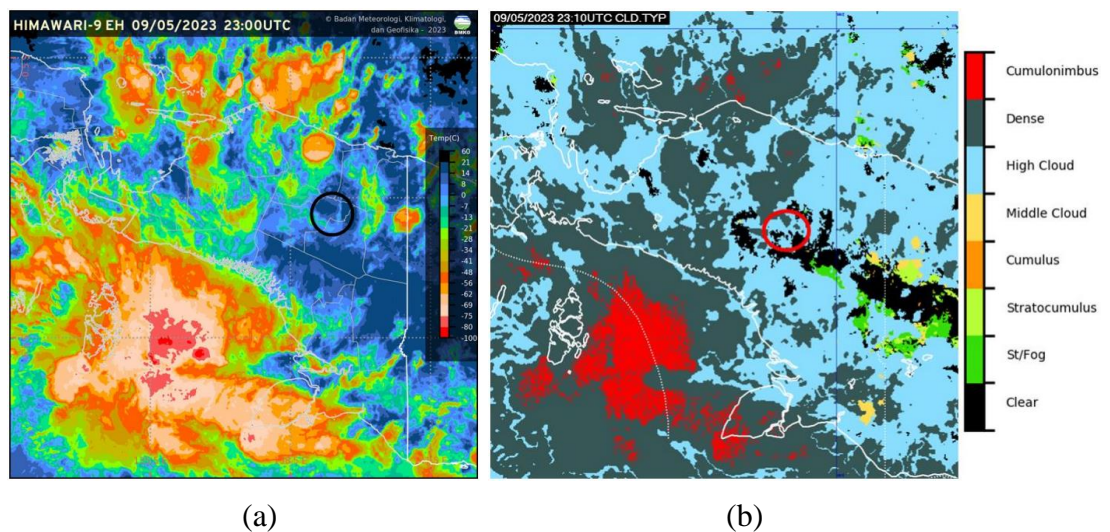 HIMAWARI-9 EH 09/05/2023 23:00UTC
© Badan Meteorologi, Klimatologi,
dan Geofisika - 2023
BMKG
Temp(C)
60
21
14
8
0
-7
-13
-21
-28
-34
-41
-48
-56
-62
-69
-75
-80
-100
(a)
09/05/2023 23:10UTC CLD.TYP
Cumulonimbus
Dense
High Cloud
Middle Cloud
Cumulus
Stratocumulus
St/Fog
Clear
(b)